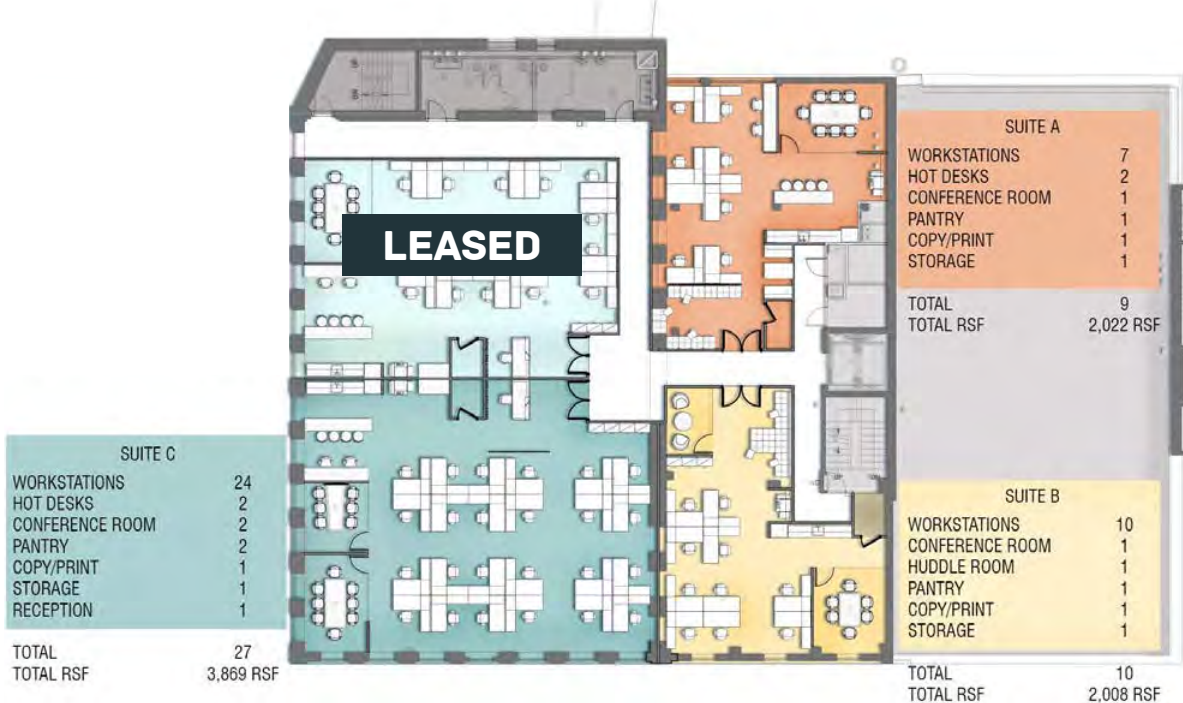 LEASED
SUITE A
WORKSTATIONS 7
HOT DESKS 2
CONFERENCE ROOM 1
PANTRY 1
COPY/PRINT 1
STORAGE 1
TOTAL 9
TOTAL RSF 2,022 RSF
SUITE C
WORKSTATIONS 24
HOT DESKS 2
CONFERENCE ROOM 2
PANTRY 2
COPY/PRINT 1
STORAGE 1
RECEPTION 1
TOTAL 27
TOTAL RSF 3,869 RSF
SUITE B
WORKSTATIONS 10
CONFERENCE ROOM 1
HUDDLE ROOM 1
PANTRY 1
COPY/PRINT 1
STORAGE 1
TOTAL 10
TOTAL RSF 2,008 RSF